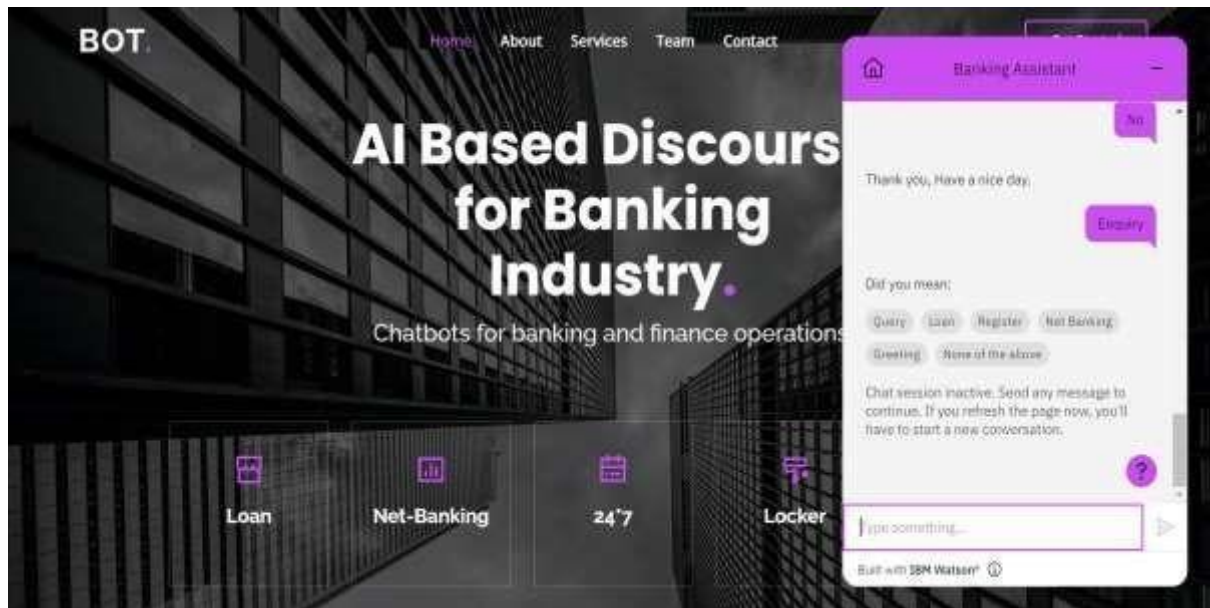 BOT.
Home About Services Team Contact
AI Based Discours
for Banking
Industry.
Chatbots for banking and finance operations
Loan
Net-Banking
24*7
Locker
Banking Assistant
No
Thank you, Have a nice day.
Enquiry
Did you mean:
Query Loan Register Net Banking
Greeting None of the above
Chat session inactive. Send any message to
continue. If you refresh the page now, you'll
have to start a new conversation.
?
Type something...
Built with IBM Watson®